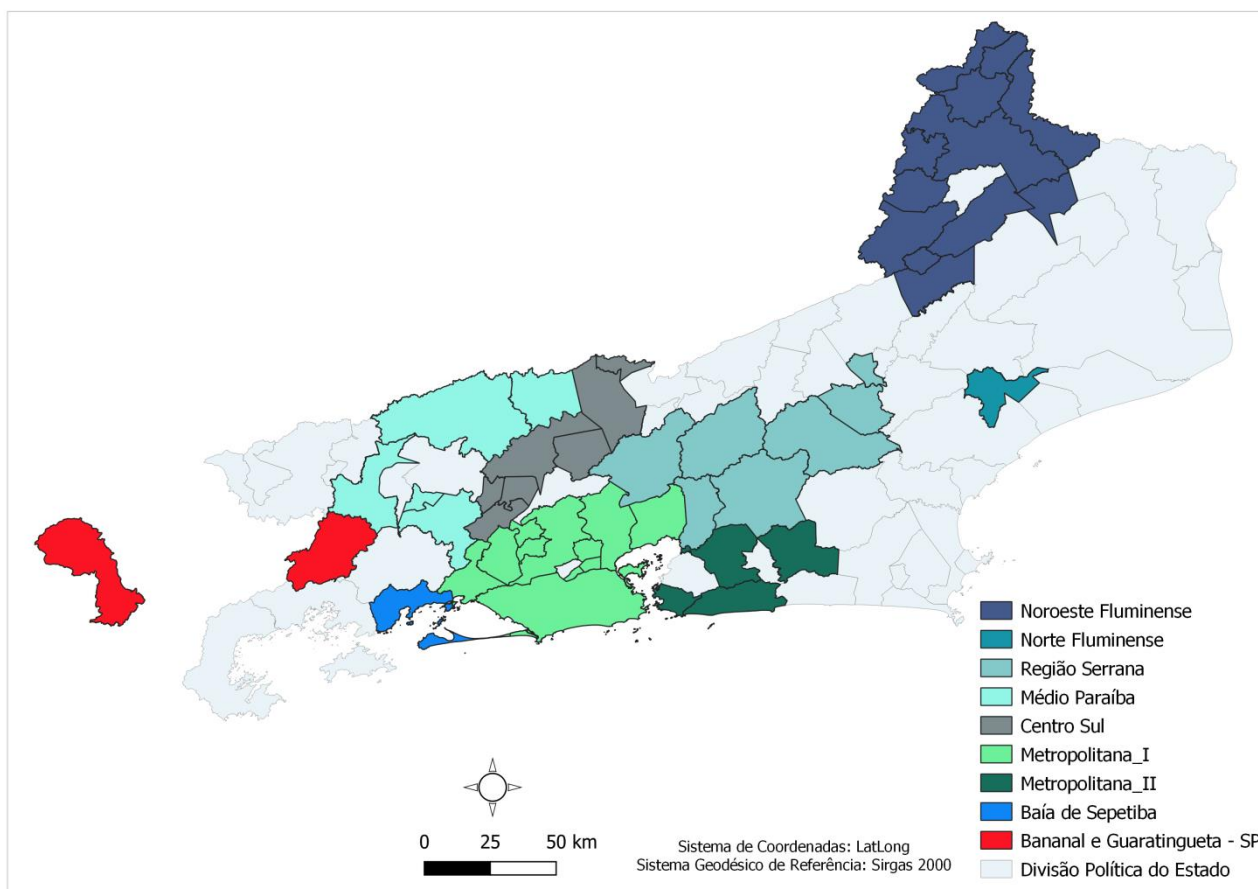 Noroeste Fluminense
Norte Fluminense
Região Serrana
Médio Paraíba
Centro Sul
Metropolitana_I
Metropolitana_II
Baía de Sepetiba
Bananal e Guaratingueta - SP
Divisão Política do Estado
0 25 50 km
Sistema de Coordenadas: LatLong
Sistema Geodésico de Referência: Sirgas 2000